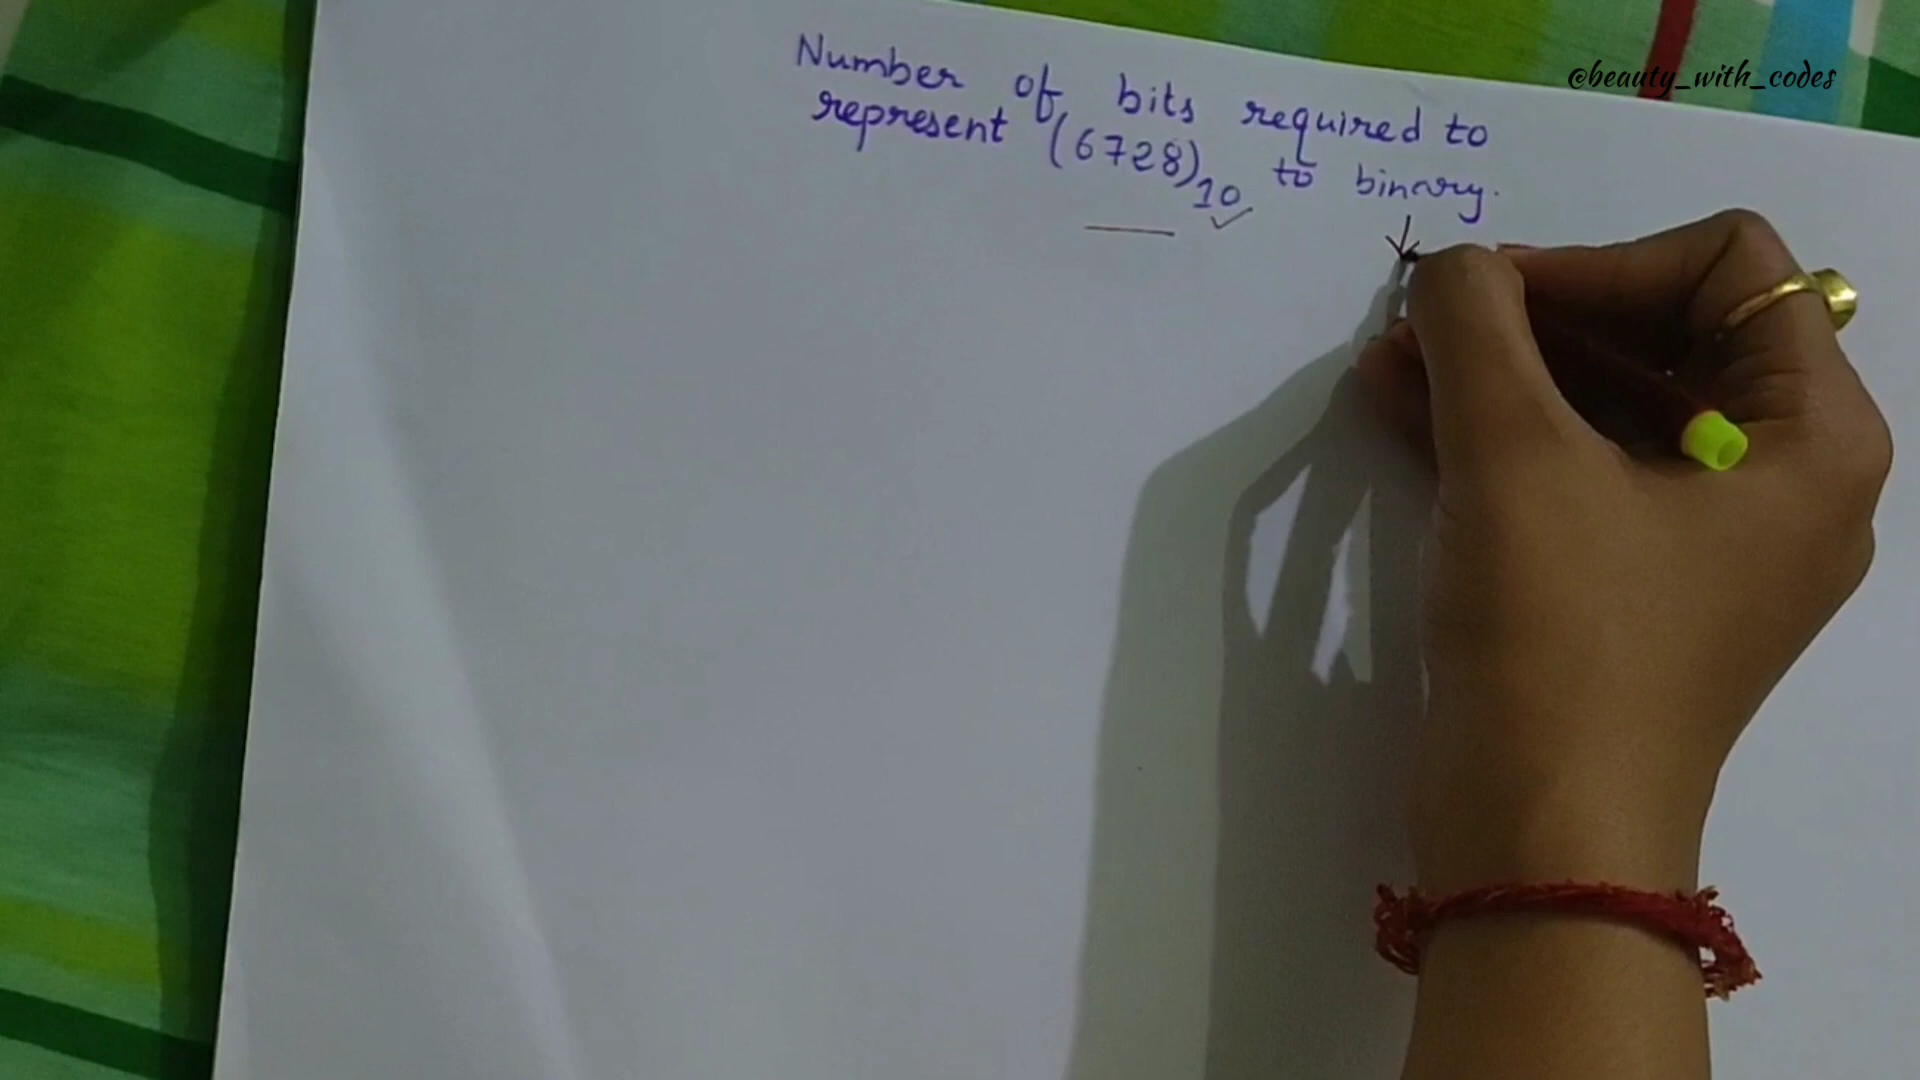 @beauty_with_codes
Number of bits required to
represent (6728)10 to binary.